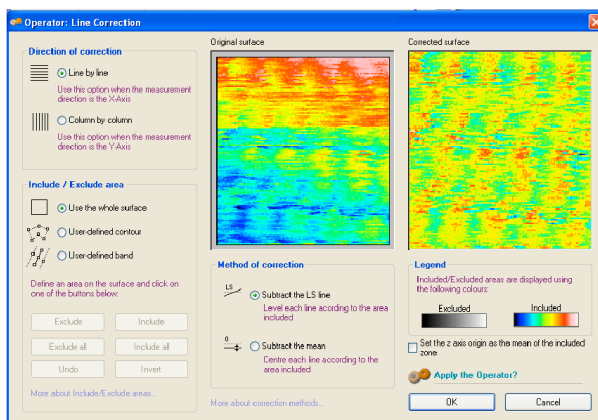 Operator: Line Correction
Direction of correction
Line by line
Use this option when the measurement
direction is the X-Axis
Column by column
Use this option when the measurement
direction is the Y-Axis
Include / Exclude area
Use the whole surface
User-defined contour
User-defined band
Define an area on the surface and click on
one of the buttons below.
Exclude
Include
Exclude all
Include all
Undo
Invert
More about Include/Exclude areas...
Original surface
Corrected surface
Method of correction
LS
Subtract the LS line
Level each line acording to the area
included
0
Subtract the mean
Centre each line acording to the
area included
More about correction methods...
Legend
Included/Excluded areas are displayed using
the following colours:
Excluded
Included
Set the z axis origin as the mean of the included
zone
Apply the Operator?
OK
Cancel